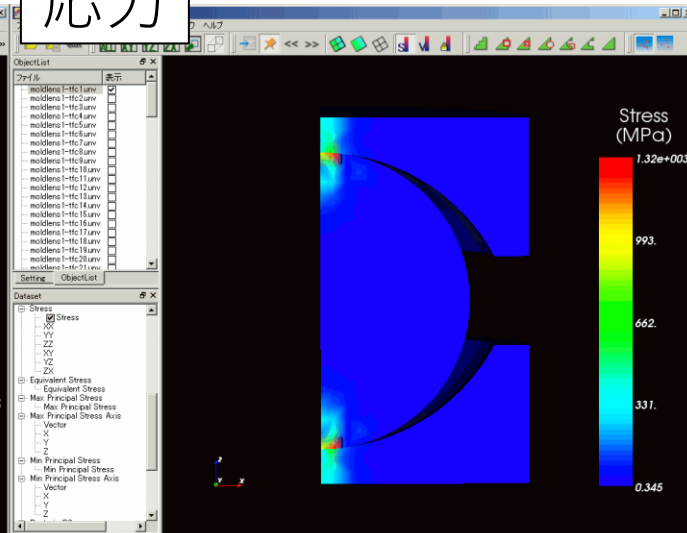 応力
ヘルプ
<< >>
ObjectList
ファイル 表示
moldlens1-tfc1.unv
moldlens1-tfc2.unv
moldlens1-tfc3.unv
moldlens1-tfc4.unv
moldlens1-tfc5.unv
moldlens1-tfc6.unv
moldlens1-tfc7.unv
moldlens1-tfc8.unv
moldlens1-tfc9.unv
moldlens1-tfc10.unv
moldlens1-tfc11.unv
moldlens1-tfc12.unv
moldlens1-tfc13.unv
moldlens1-tfc14.unv
moldlens1-tfc15.unv
moldlens1-tfc16.unv
moldlens1-tfc17.unv
moldlens1-tfc18.unv
moldlens1-tfc19.unv
moldlens1-tfc20.unv
moldlens1-tfc21.unv
Setting ObjectList
Dataset
Stress
Stress
XX
YY
ZZ
XY
YZ
ZX
Equivalent Stress
Equivalent Stress
Max Principal Stress
Max Principal Stress
Max Principal Stress Axis
Vector
X
Y
Z
Min Principal Stress
Min Principal Stress
Min Principal Stress Axis
Vector
X
Y
Z
Stress
(MPa)
1.32e+003
993.
662.
331.
0.345
z
Y
x